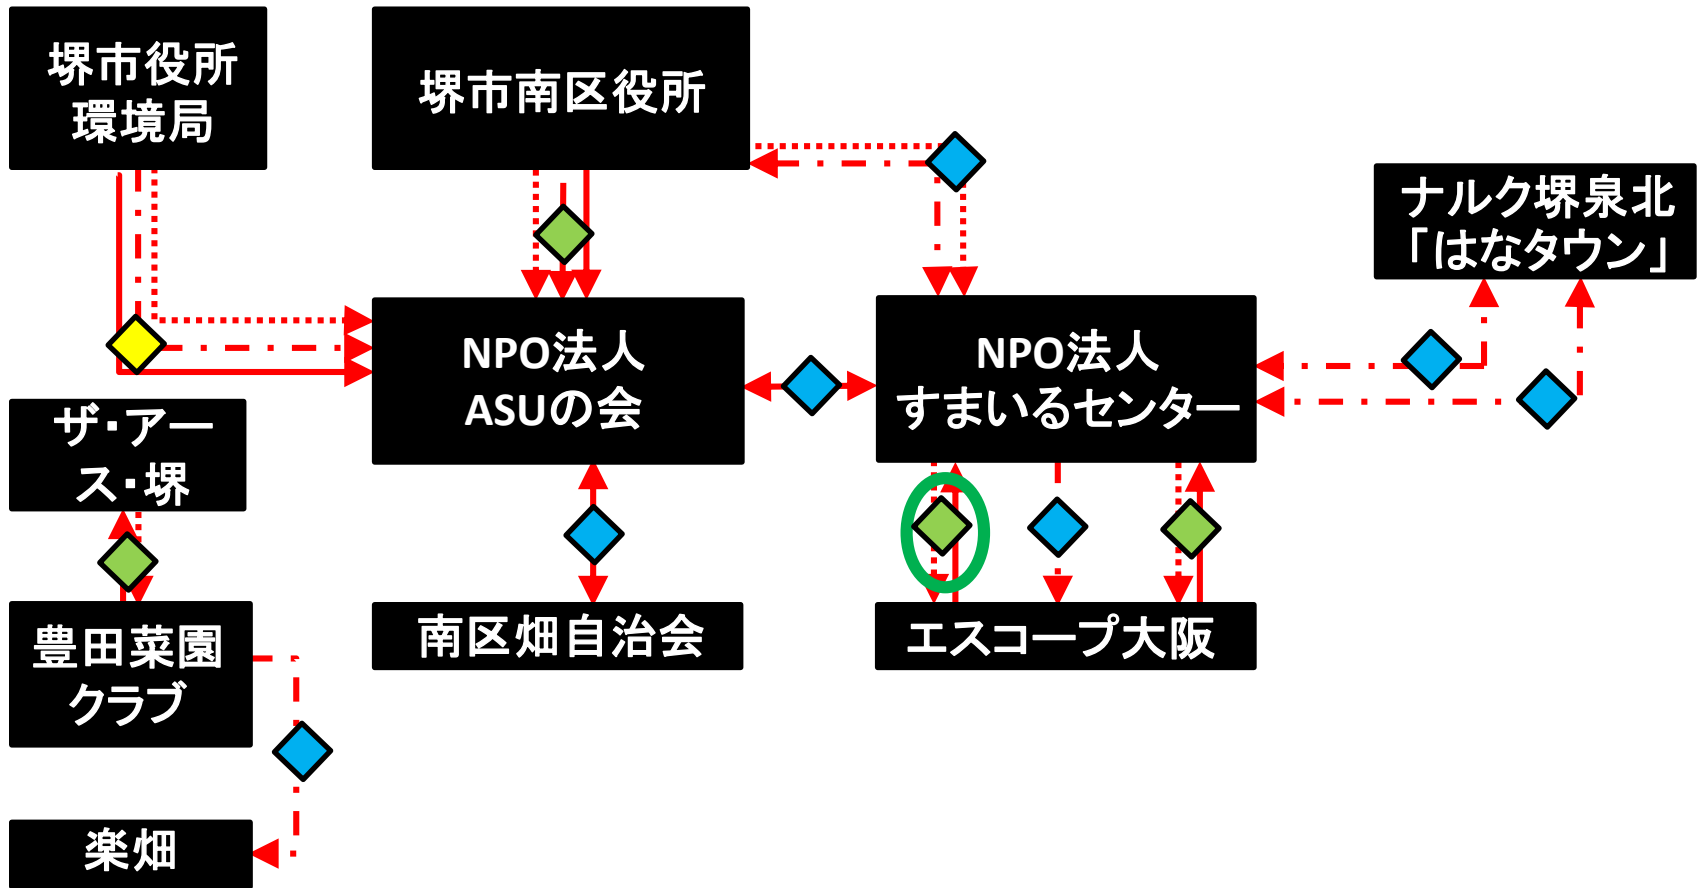 堺市役所
環境局
堺市南区役所
ナルク堺泉北
「はなタウン」
NPO法人
ASUの会
NPO法人
すまいるセンター
ザ・アー
ス・堺
豊田菜園
クラブ
南区畑自治会
エスコープ大阪
楽畑